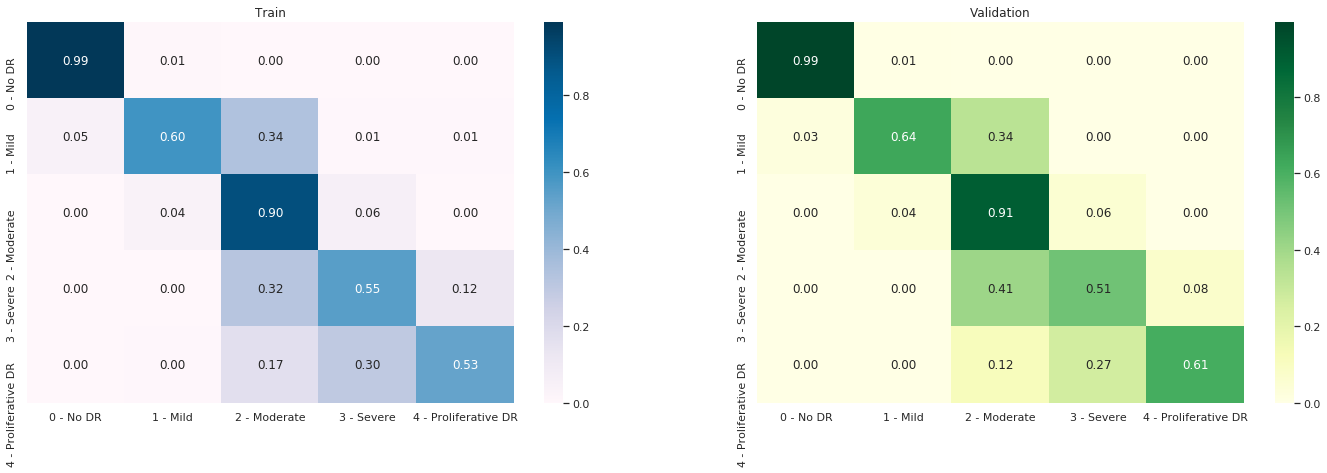 Train
0 - No DR
1 - Mild
2 - Moderate
3 - Severe
4 - Proliferative DR
0.99 0.01 0.00 0.00 0.00
0.05 0.60 0.34 0.01 0.01
0.00 0.04 0.90 0.06 0.00
0.00 0.00 0.32 0.55 0.12
0.00 0.00 0.17 0.30 0.53
0 - No DR 1 - Mild 2 - Moderate 3 - Severe 4 - Proliferative DR
0.8
0.6
0.4
0.2
0.0
Validation
0 - No DR
1 - Mild
2 - Moderate
3 - Severe
4 - Proliferative DR
0.99 0.01 0.00 0.00 0.00
0.03 0.64 0.34 0.00 0.00
0.00 0.04 0.91 0.06 0.00
0.00 0.00 0.41 0.51 0.08
0.00 0.00 0.12 0.27 0.61
0 - No DR 1 - Mild 2 - Moderate 3 - Severe 4 - Proliferative DR
0.8
0.6
0.4
0.2
0.0